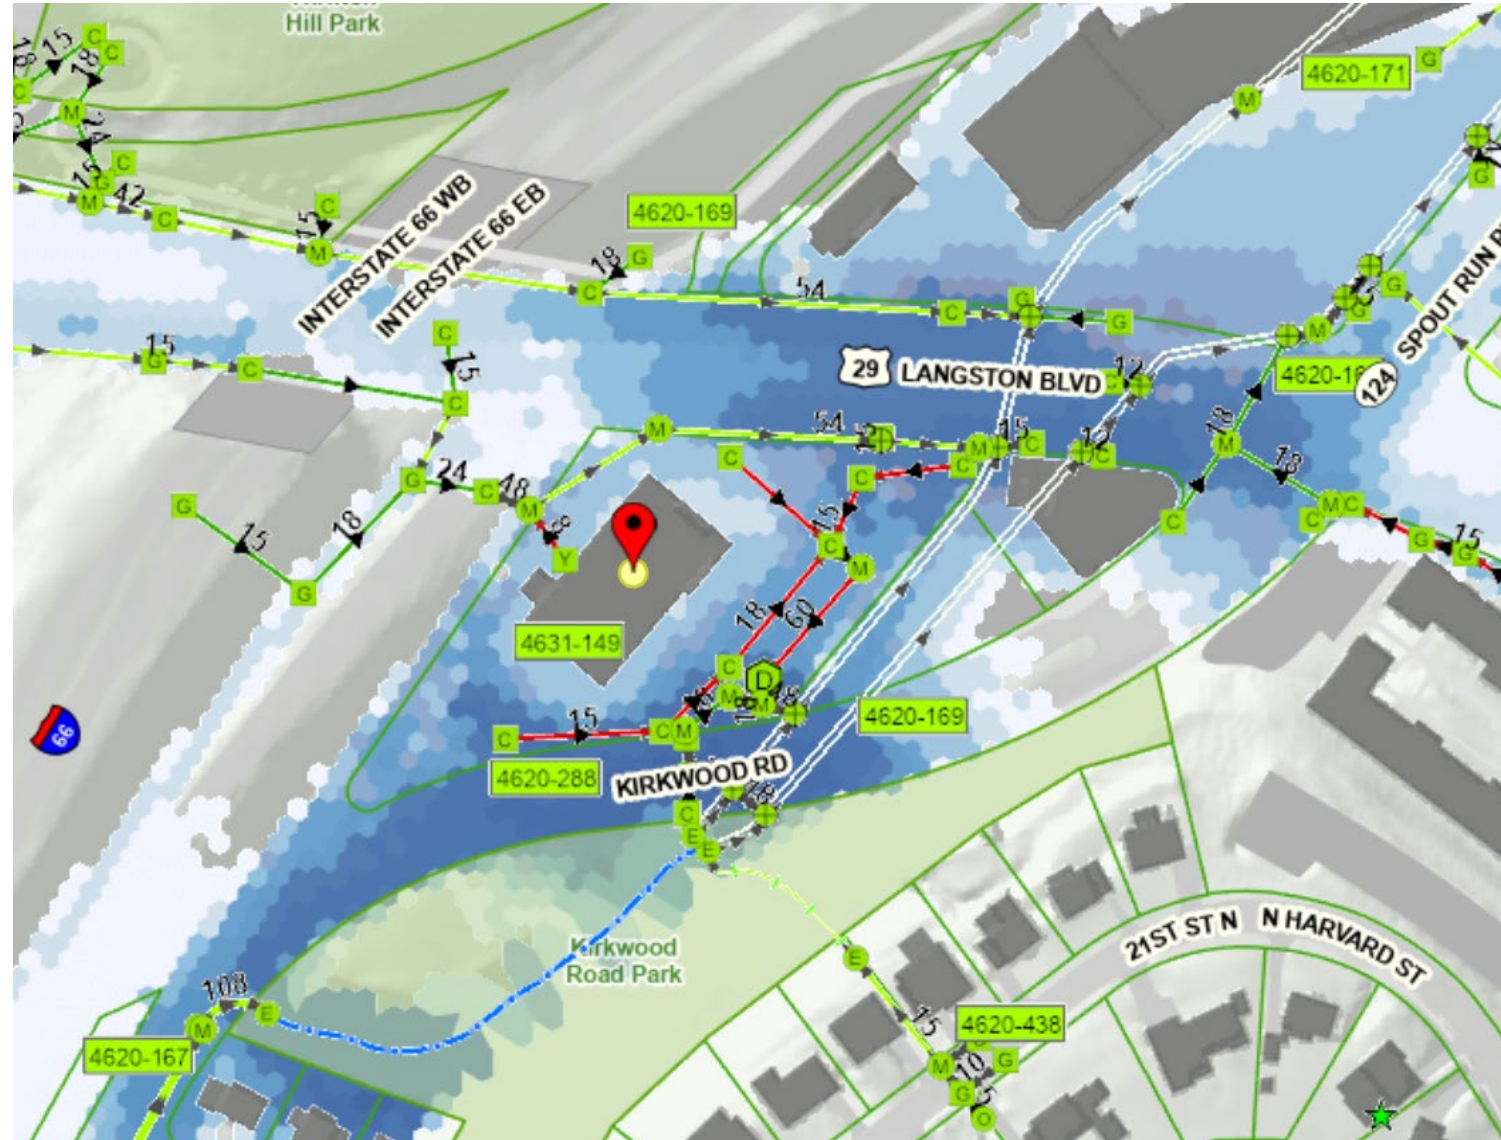 Hill Park
15
C
C
18
C
M
24
C
15
G
M
42
C
C
15
M
INTERSTATE 66 WB
INTERSTATE 66 EB
4620-169
18
G
C
54
C
G
G
4620-171
G
M
G
SPOUT RUN P
124
15
G
G
M
29
LANGSTON BLVD
12
15
G
C
C
15
C
G
24
C
48
M
8
Y
G
15
18
G
M
54
M
15
C
12
C
18
M
18
M
C
C
C
G
G
15
C
C
C
15
C
M
18
60
4631-149
C
D
M
M
18
15
C
C
M
4620-169
4620-288
KIRKWOOD RD
66
C
E
E
Kirkwood
Road Park
108
M
E
4620-167
E
15
4620-438
M
10
G
G
O
21ST ST N
N HARVARD ST